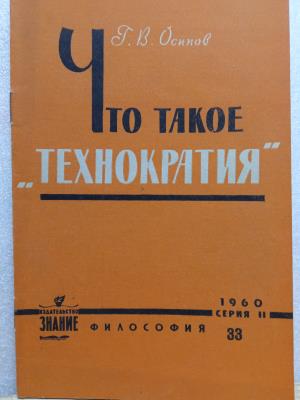 Г. В. Осипов
Что такое
„ТЕХНОКРАТИЯ"
ИЗДАТЕЛЬСТВО
ЗНАНИЕ
ФИЛОСОФИЯ
1960
СЕРИЯ II
33